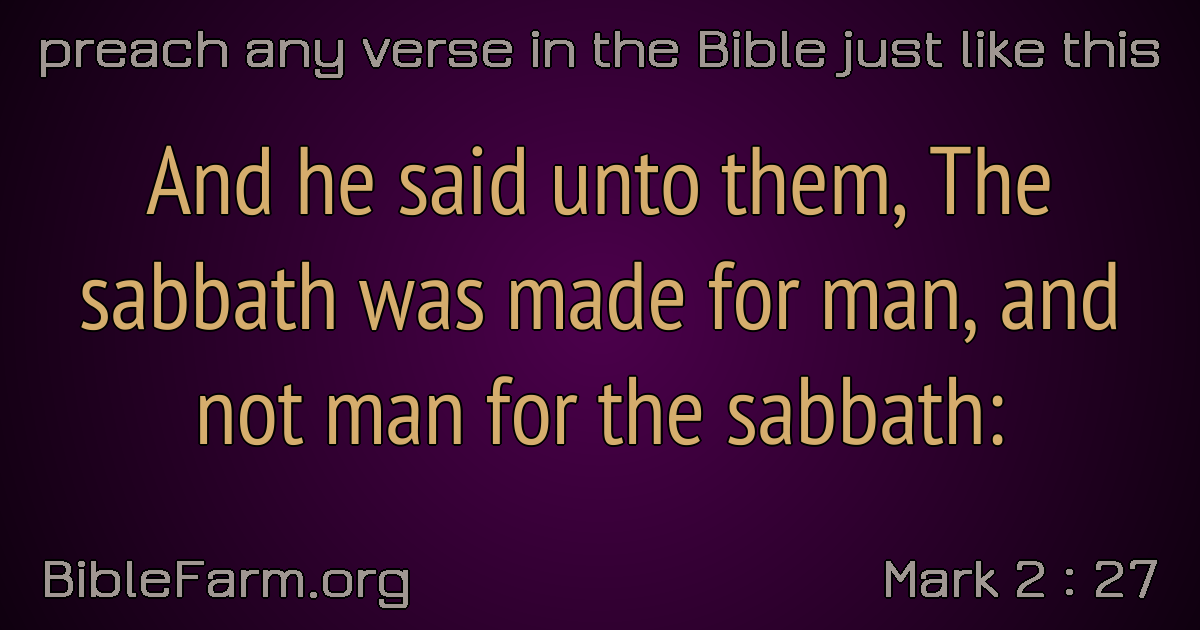 preach any verse in the Bible just like this
And he said unto them, The
sabbath was made for man, and
not man for the sabbath:
BibleFarm.org
Mark 2 : 27